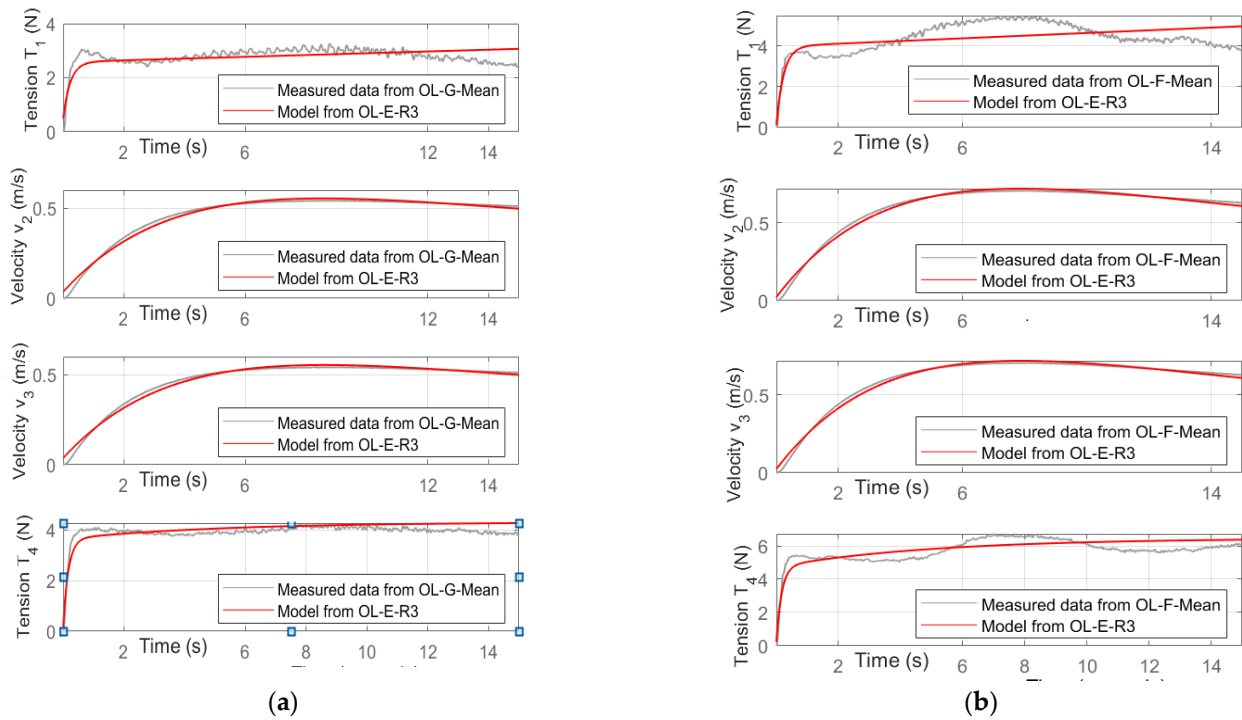 Tension T1 (N)
4
2
0
Measured data from OL-G-Mean
Model from OL-E-R3
2 Time (s) 6 12 14
Velocity v2 (m/s)
0.5
0
Measured data from OL-G-Mean
Model from OL-E-R3
2 Time (s) 6 12 14
Velocity v3 (m/s)
0.5
0
Measured data from OL-G-Mean
Model from OL-E-R3
2 Time (s) 6 12 14
Tension T4 (N)
4
2
0
Measured data from OL-G-Mean
Model from OL-E-R3
2 Time (s) 6 8 10 12 14
(a)
Tension T1 (N)
4
2
0
Measured data from OL-F-Mean
Model from OL-E-R3
2 Time (s) 6 14
Velocity v2 (m/s)
0.5
0
Measured data from OL-F-Mean
Model from OL-E-R3
2 Time (s) 6 14
Velocity v3 (m/s)
0.5
0
Measured data from OL-F-Mean
Model from OL-E-R3
2 Time (s) 6 14
Tension T4 (N)
6
4
2
0
Measured data from OL-F-Mean
Model from OL-E-R3
2 Time (s) 6 8 10 12 14
(b)